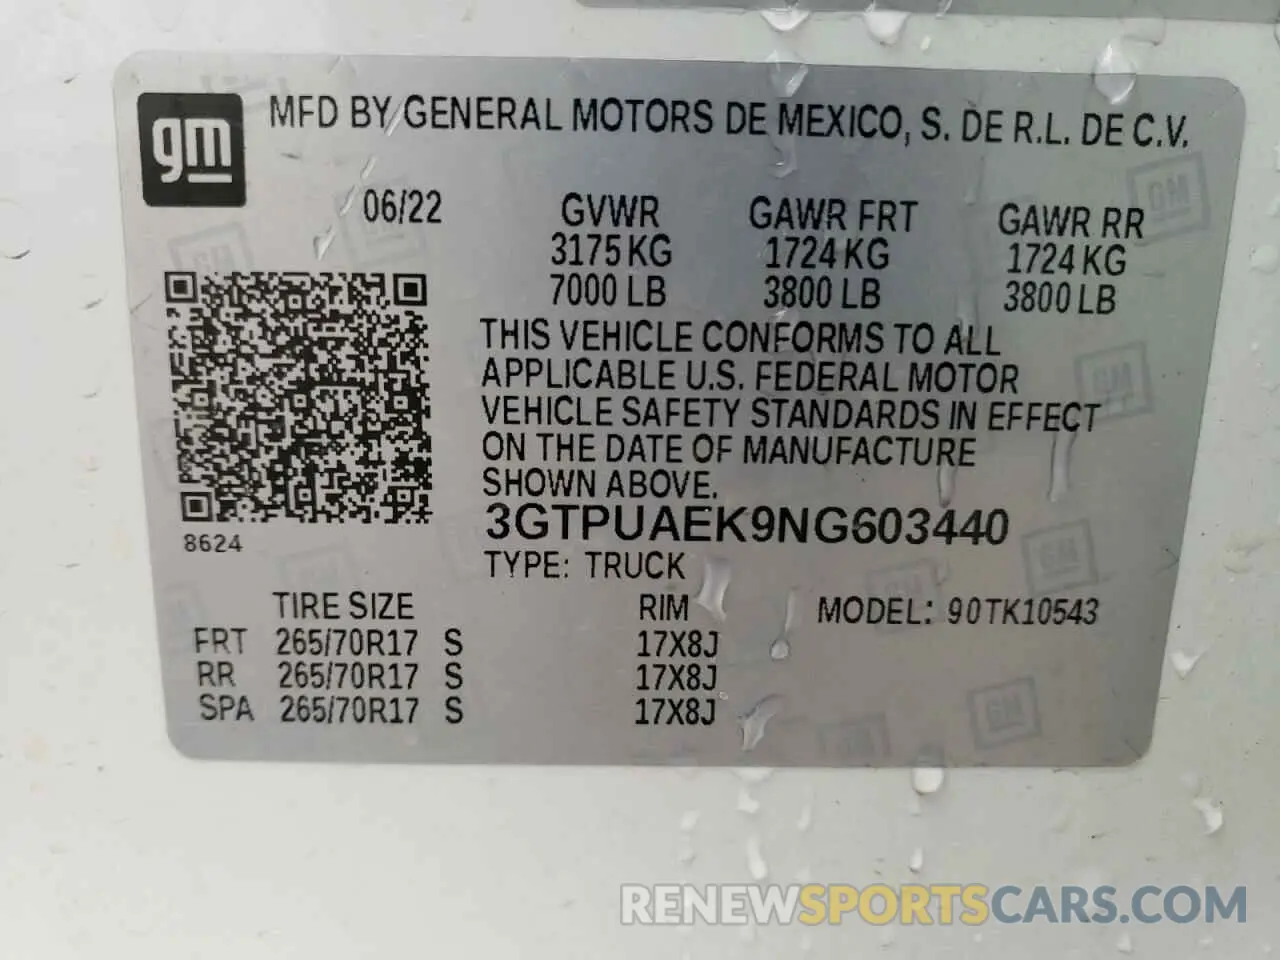 gm
MFD BY GENERAL MOTORS DE MEXICO, S. DE R.L. DE C.V.
06/22 GVWR GAWR FRT GAWR RR
3175 KG 1724 KG 1724 KG
7000 LB 3800 LB 3800 LB
THIS VEHICLE CONFORMS TO ALL
APPLICABLE U.S. FEDERAL MOTOR
VEHICLE SAFETY STANDARDS IN EFFECT
ON THE DATE OF MANUFACTURE
SHOWN ABOVE.
3GTPUAEK9NG603440
8624
TYPE: TRUCK
TIRE SIZE RIM MODEL: 90TK10543
FRT 265/70R17 S 17X8J
RR 265/70R17 S 17X8J
SPA 265/70R17 S 17X8J
RENEWSPORTSCARS.COM